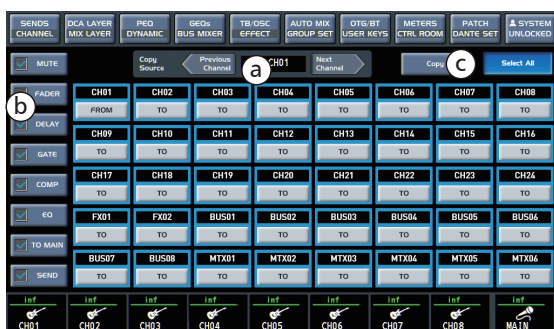 SENDS DCA LAYER PEQ GEQs TB/OSC AUTO MIX OTG/BT METERS PATCH SYSTEM
CHANNEL MIX LAYER DYNAMIC BUS MIXER EFFECT GROUP SET USER KEYS CTRL ROOM DANTE SET UNLOCKED
MUTE Copy Source Previous Channel a CH01 Next Channel Copy c Select All
b
FADER CH01 CH02 CH03 CH04 CH05 CH06 CH07 CH08
FROM TO TO TO TO TO TO TO
DELAY CH09 CH10 CH11 CH12 CH13 CH14 CH15 CH16
GATE TO TO TO TO TO TO TO TO
CH17 CH18 CH19 CH20 CH21 CH22 CH23 CH24
COMP TO TO TO TO TO TO TO TO
EQ FX01 FX02 BUS01 BUS02 BUS03 BUS04 BUS05 BUS06
TO TO TO TO TO TO TO TO
TO MAIN BUS07 BUS08 MTX01 MTX02 MTX03 MTX04 MTX05 MTX06
SEND TO TO TO TO TO TO TO TO
inf inf inf inf inf inf inf inf inf
CH01 CH02 CH03 CH04 CH05 CH06 CH07 CH08 MAIN